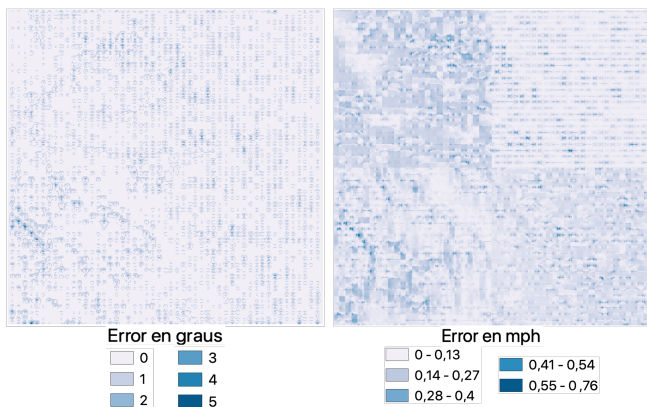 Error en graus
0
1
2
3
4
5
Error en mph
0 - 0,13
0,14 - 0,27
0,28 - 0,4
0,41 - 0,54
0,55 - 0,76